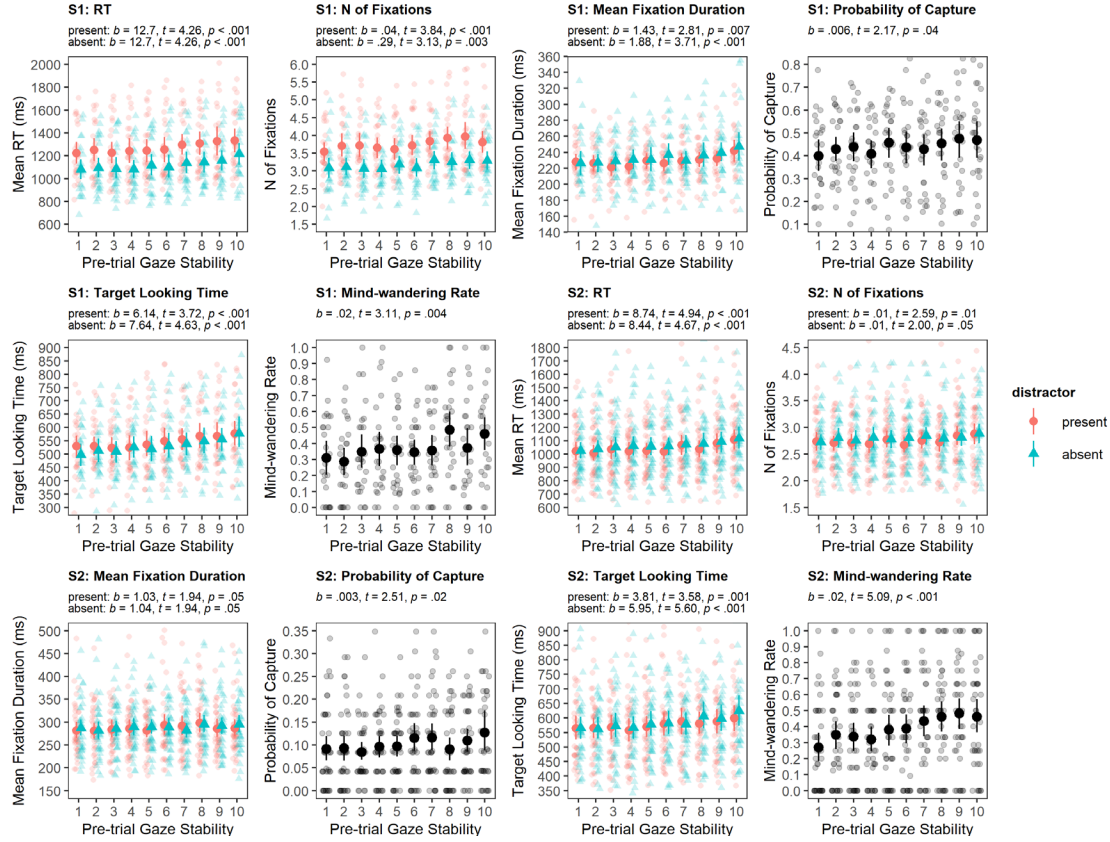 S1: RT
present: b = 12.7, t = 4.26, p < .001
absent: b = 12.7, t = 4.26, p < .001
Mean RT (ms)
2000
1800
1600
1400
1200
1000
800
600
1 2 3 4 5 6 7 8 9 10
Pre-trial Gaze Stability
S1: N of Fixations
present: b = .04, t = 3.84, p < .001
absent: b = .29, t = 3.13, p = .003
N of Fixations
6.0
5.5
5.0
4.5
4.0
3.5
3.0
2.5
2.0
1.5
1 2 3 4 5 6 7 8 9 10
Pre-trial Gaze Stability
S1: Mean Fixation Duration
present: b = 1.43, t = 2.81, p = .007
absent: b = 1.88, t = 3.71, p < .001
Mean Fixation Duration (ms)
360
340
320
300
280
260
240
220
200
180
160
140
1 2 3 4 5 6 7 8 9 10
Pre-trial Gaze Stability
S1: Probability of Capture
b = .006, t = 2.17, p = .04
Probability of Capture
0.8
0.7
0.6
0.5
0.4
0.3
0.2
0.1
1 2 3 4 5 6 7 8 9 10
Pre-trial Gaze Stability
S1: Target Looking Time
present: b = 6.14, t = 3.72, p < .001
absent: b = 7.64, t = 4.63, p < .001
Target Looking Time (ms)
900
850
800
750
700
650
600
550
500
450
400
350
300
1 2 3 4 5 6 7 8 9 10
Pre-trial Gaze Stability
S1: Mind-wandering Rate
b = .02, t = 3.11, p = .004
Mind-wandering Rate
1.0
0.9
0.8
0.7
0.6
0.5
0.4
0.3
0.2
0.1
0.0
1 2 3 4 5 6 7 8 9 10
Pre-trial Gaze Stability
S2: RT
present: b = 8.74, t = 4.94, p < .001
absent: b = 8.44, t = 4.67, p < .001
Mean RT (ms)
1800
1700
1600
1500
1400
1300
1200
1100
1000
900
800
700
600
1 2 3 4 5 6 7 8 9 10
Pre-trial Gaze Stability
S2: N of Fixations
present: b = .01, t = 2.59, p = .01
absent: b = .01, t = 2.00, p = .05
N of Fixations
4.5
4.0
3.5
3.0
2.5
2.0
1.5
1 2 3 4 5 6 7 8 9 10
Pre-trial Gaze Stability
distractor
present
absent
S2: Mean Fixation Duration
present: b = 1.03, t = 1.94, p = .05
absent: b = 1.04, t = 1.94, p = .05
Mean Fixation Duration (ms)
500
450
400
350
300
250
200
150
1 2 3 4 5 6 7 8 9 10
Pre-trial Gaze Stability
S2: Probability of Capture
b = .003, t = 2.51, p = .02
Probability of Capture
0.35
0.30
0.25
0.20
0.15
0.10
0.05
0.00
1 2 3 4 5 6 7 8 9 10
Pre-trial Gaze Stability
S2: Target Looking Time
present: b = 3.81, t = 3.58, p = .001
absent: b = 5.95, t = 5.60, p < .001
Target Looking Time (ms)
900
850
800
750
700
650
600
550
500
450
400
350
1 2 3 4 5 6 7 8 9 10
Pre-trial Gaze Stability
S2: Mind-wandering Rate
b = .02, t = 5.09, p < .001
Mind-wandering Rate
1.0
0.9
0.8
0.7
0.6
0.5
0.4
0.3
0.2
0.1
0.0
1 2 3 4 5 6 7 8 9 10
Pre-trial Gaze Stability